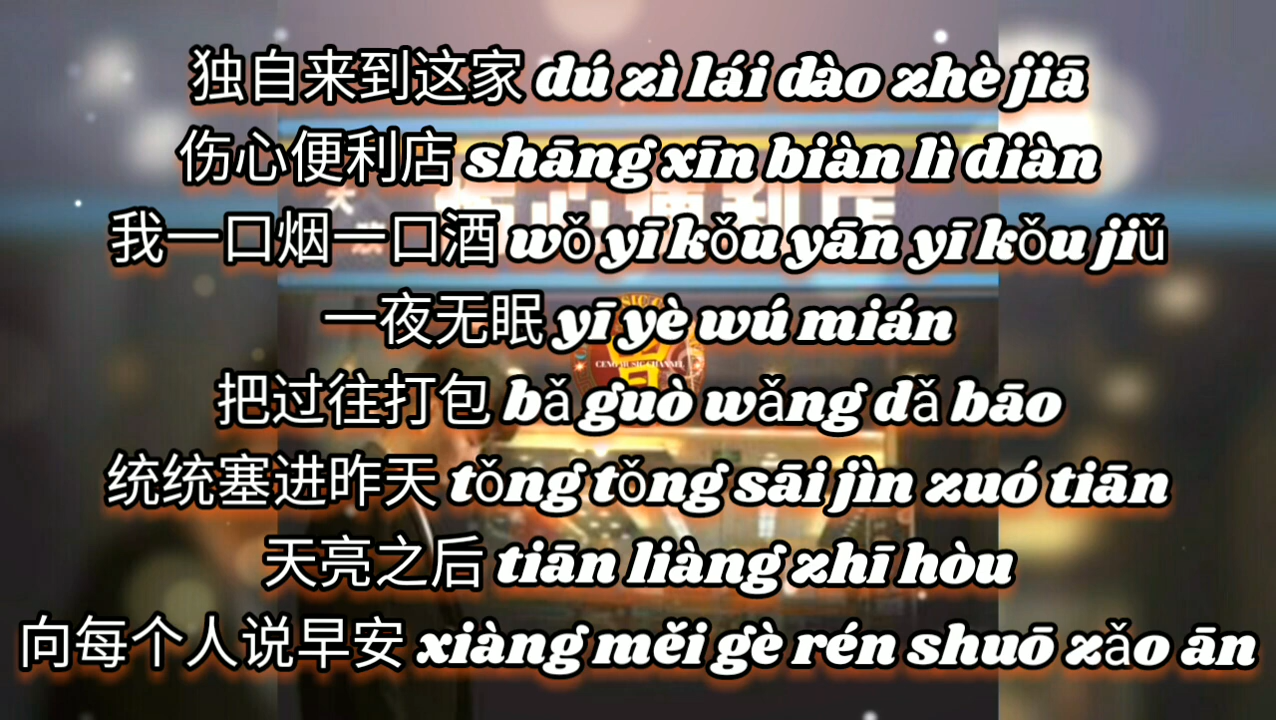 独自来到这家 dú zì lái dào zhè jiā
伤心便利店 shāng xīn biàn lì diàn
我一口烟一口酒 wǒ yī kǒu yān yī kǒu jiǔ
一夜无眠 yī yè wú mián
把过往打包 bǎ guò wǎng dǎ bāo
统统塞进昨天 tǒng tǒng sāi jìn zuó tiān
天亮之后 tiān liàng zhī hòu
向每个人说早安 xiàng měi gè rén shuō zǎo ān
CENG MUSIC CHANNEL